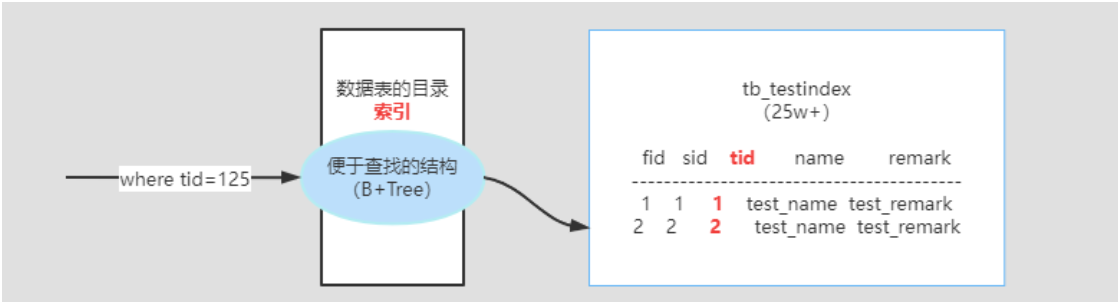 where tid=125
数据表的目录
索引
便于查找的结构
(B+Tree)
tb_testindex
(25w+)
fid sid tid name remark
-----------------------------------------
1 1 1 test_name test_remark
2 2 2 test_name test_remark